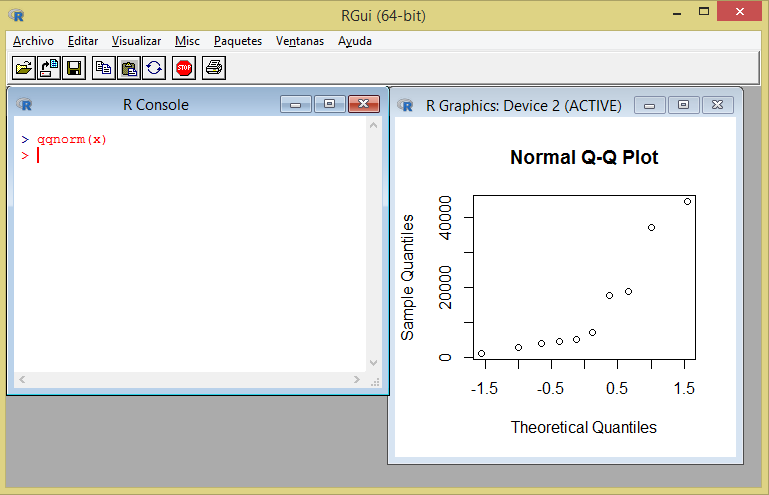 RGui (64-bit)
Archivo Editar Visualizar Misc Paquetes Ventanas Ayuda
STOP
R Console
> qqnorm(x)
>
R Graphics: Device 2 (ACTIVE)
Normal Q-Q Plot
Sample Quantiles
40000
20000
0
-1.5 -0.5 0.5 1.5
Theoretical Quantiles